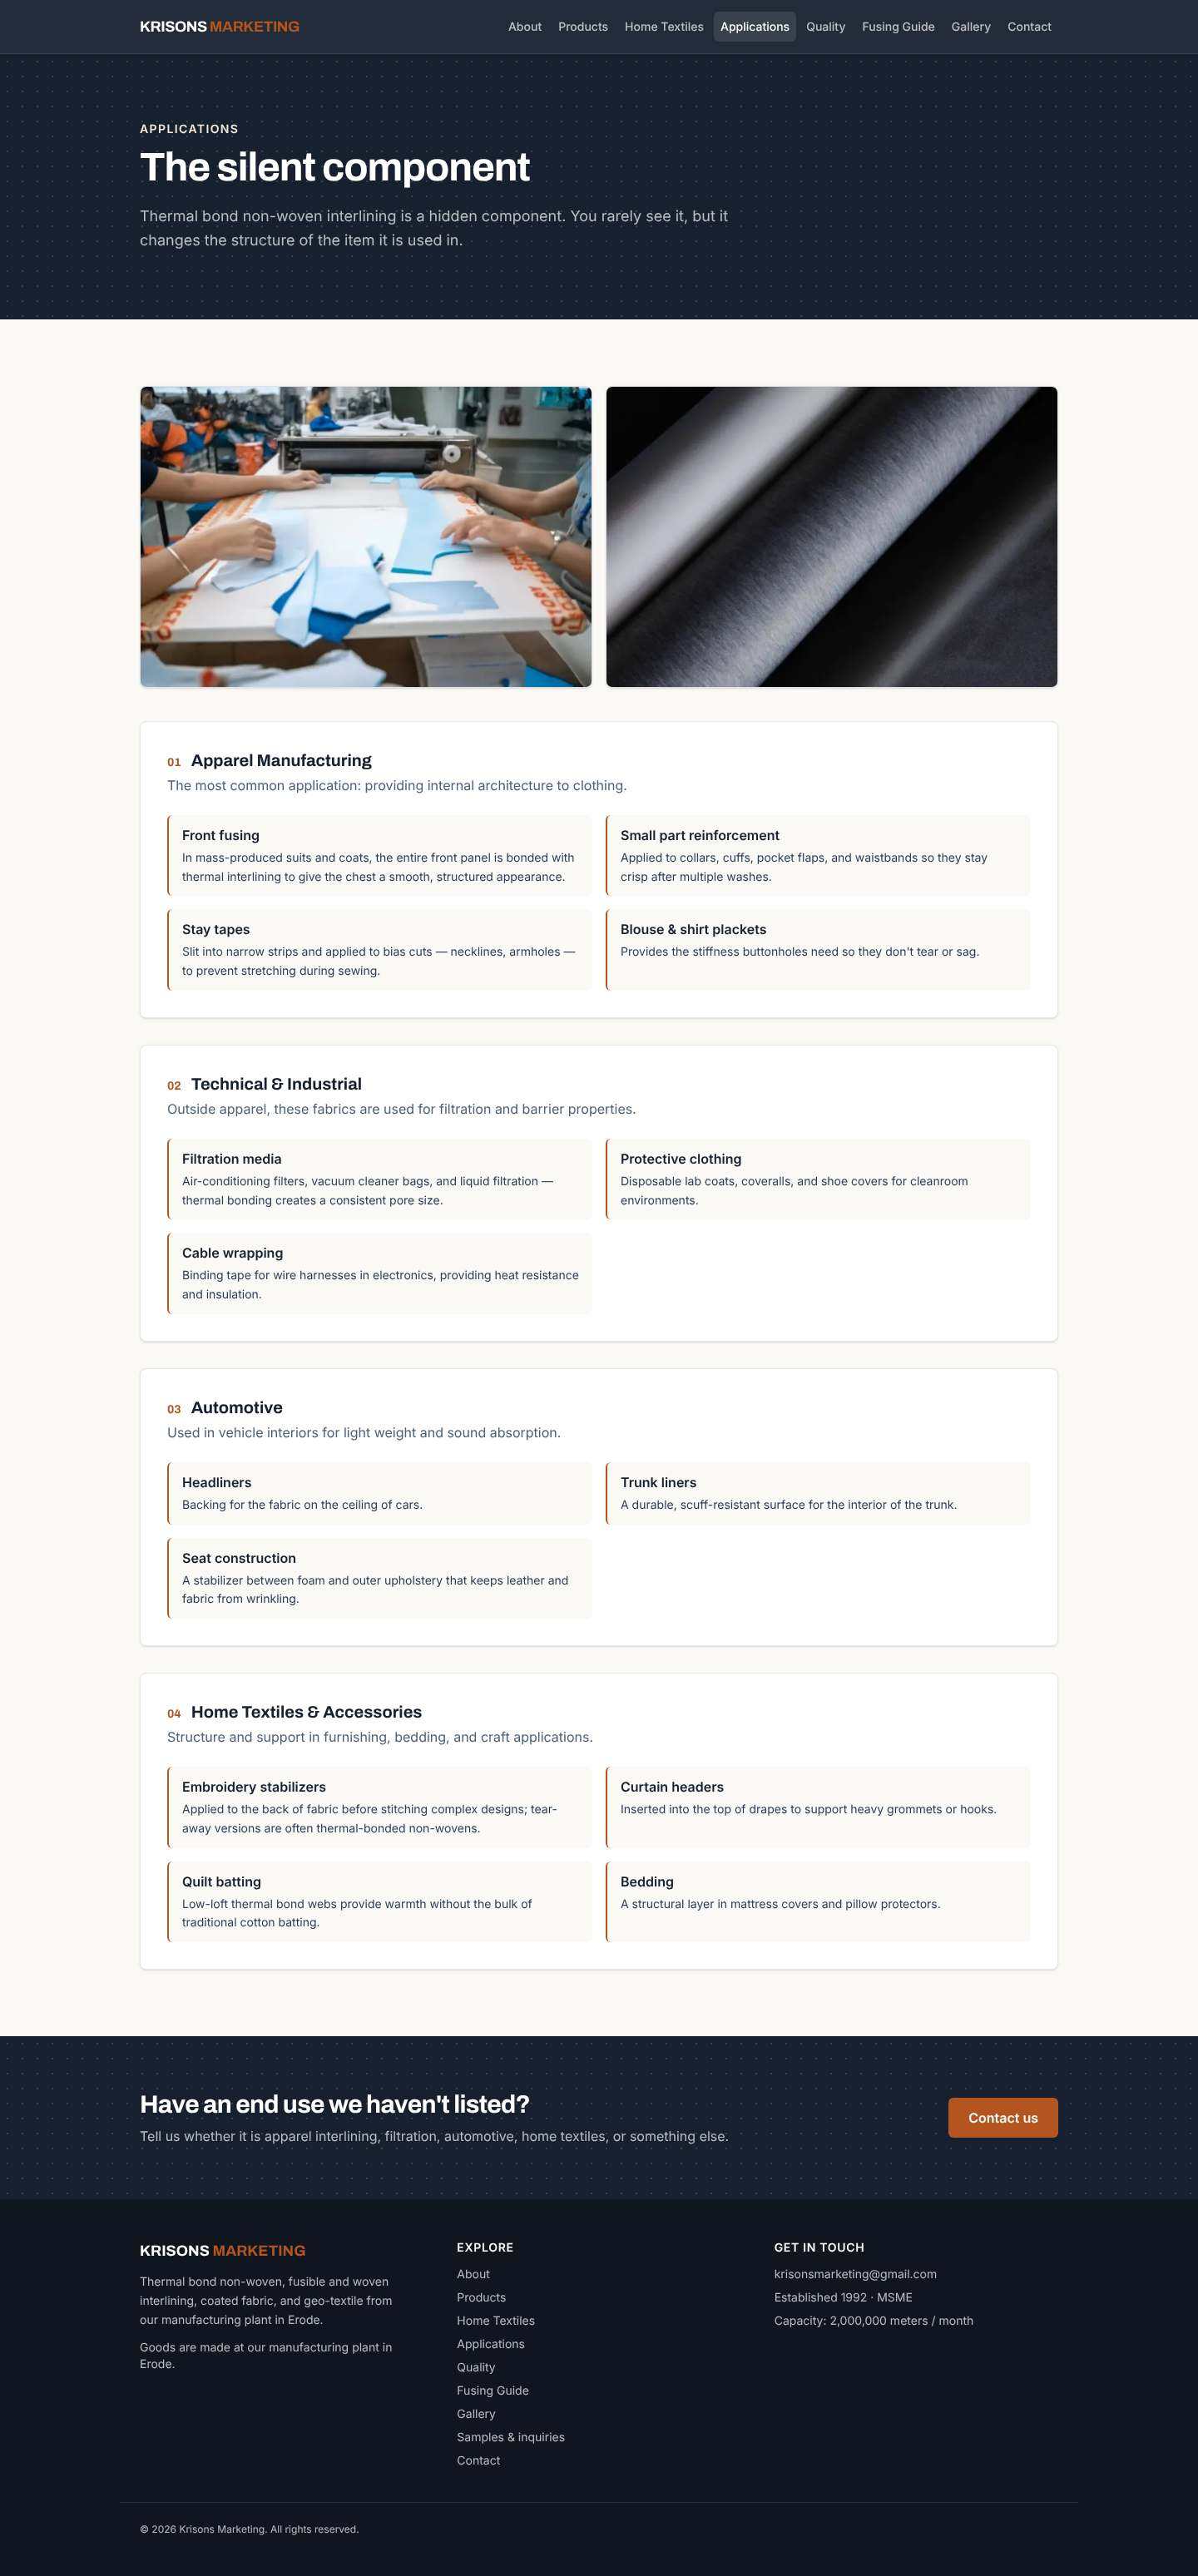 KRISONS MARKETING
About Products Home Textiles Applications Quality Fusing Guide Gallery Contact
APPLICATIONS
The silent component
Thermal bond non-woven interlining is a hidden component. You rarely see it, but it
changes the structure of the item it is used in.
01 Apparel Manufacturing
The most common application: providing internal architecture to clothing.
Front fusing
In mass-produced suits and coats, the entire front panel is bonded with
thermal interlining to give the chest a smooth, structured appearance.
Small part reinforcement
Applied to collars, cuffs, pocket flaps, and waistbands so they stay
crisp after multiple washes.
Stay tapes
Slit into narrow strips and applied to bias cuts — necklines, armholes —
to prevent stretching during sewing.
Blouse & shirt plackets
Provides the stiffness buttonholes need so they don't tear or sag.
02 Technical & Industrial
Outside apparel, these fabrics are used for filtration and barrier properties.
Filtration media
Air-conditioning filters, vacuum cleaner bags, and liquid filtration —
thermal bonding creates a consistent pore size.
Protective clothing
Disposable lab coats, coveralls, and shoe covers for cleanroom
environments.
Cable wrapping
Binding tape for wire harnesses in electronics, providing heat resistance
and insulation.
03 Automotive
Used in vehicle interiors for light weight and sound absorption.
Headliners
Backing for the fabric on the ceiling of cars.
Trunk liners
A durable, scuff-resistant surface for the interior of the trunk.
Seat construction
A stabilizer between foam and outer upholstery that keeps leather and
fabric from wrinkling.
04 Home Textiles & Accessories
Structure and support in furnishing, bedding, and craft applications.
Embroidery stabilizers
Applied to the back of fabric before stitching complex designs; tear-
away versions are often thermal-bonded non-wovens.
Curtain headers
Inserted into the top of drapes to support heavy grommets or hooks.
Quilt batting
Low-loft thermal bond webs provide warmth without the bulk of
traditional cotton batting.
Bedding
A structural layer in mattress covers and pillow protectors.
Have an end use we haven't listed?
Tell us whether it is apparel interlining, filtration, automotive, home textiles, or something else.
Contact us
KRISONS MARKETING
Thermal bond non-woven, fusible and woven
interlining, coated fabric, and geo-textile from
our manufacturing plant in Erode.
Goods are made at our manufacturing plant in
Erode.
EXPLORE
About
Products
Home Textiles
Applications
Quality
Fusing Guide
Gallery
Samples & inquiries
Contact
GET IN TOUCH
krisonsmarketing@gmail.com
Established 1992 · MSME
Capacity: 2,000,000 meters / month
© 2026 Krisons Marketing. All rights reserved.